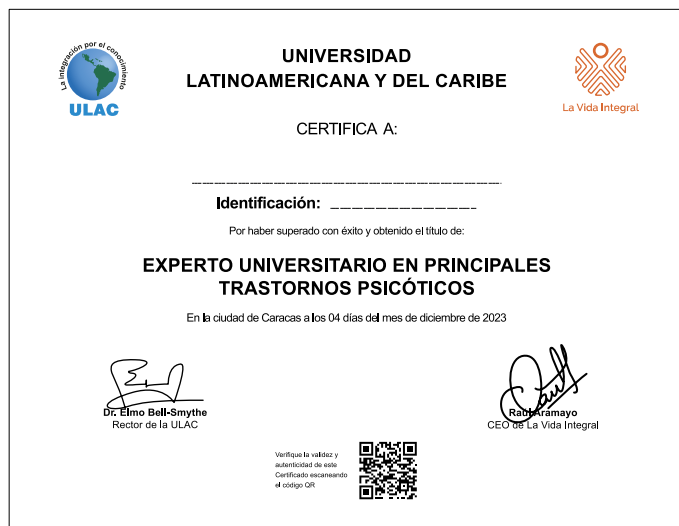 La integración por el conocimiento
ULAC
UNIVERSIDAD
LATINOAMERICANA Y DEL CARIBE
La Vida Integral
CERTIFICA A:
Identificación:
Por haber superado con éxito y obtenido el título de:
EXPERTO UNIVERSITARIO EN PRINCIPALES
TRASTORNOS PSICÓTICOS
En la ciudad de Caracas a los 04 días del mes de diciembre de 2023
Dr. Elmo Bell-Smythe
Rector de la ULAC
Raúl Aramayo
CEO de La Vida Integral
Verifique la validez y
autenticidad de este
Certificado escaneando
el código QR